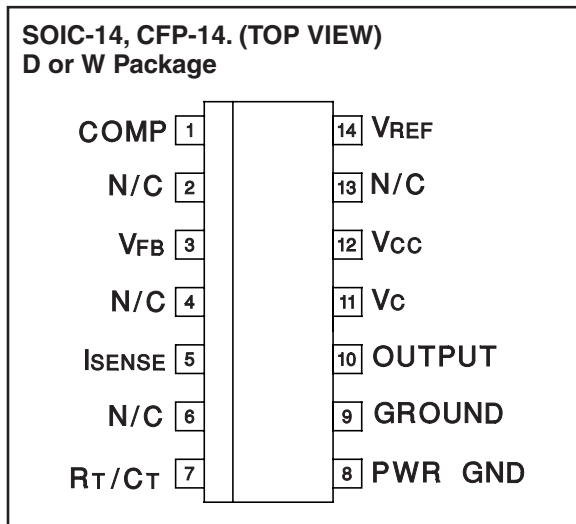 SOIC-14, CFP-14. (TOP VIEW)
D or W Package
COMP 1 14 VREF
N/C 2 13 N/C
VFB 3 12 VCC
N/C 4 11 VC
ISENSE 5 10 OUTPUT
N/C 6 9 GROUND
RT/CT 7 8 PWR GND